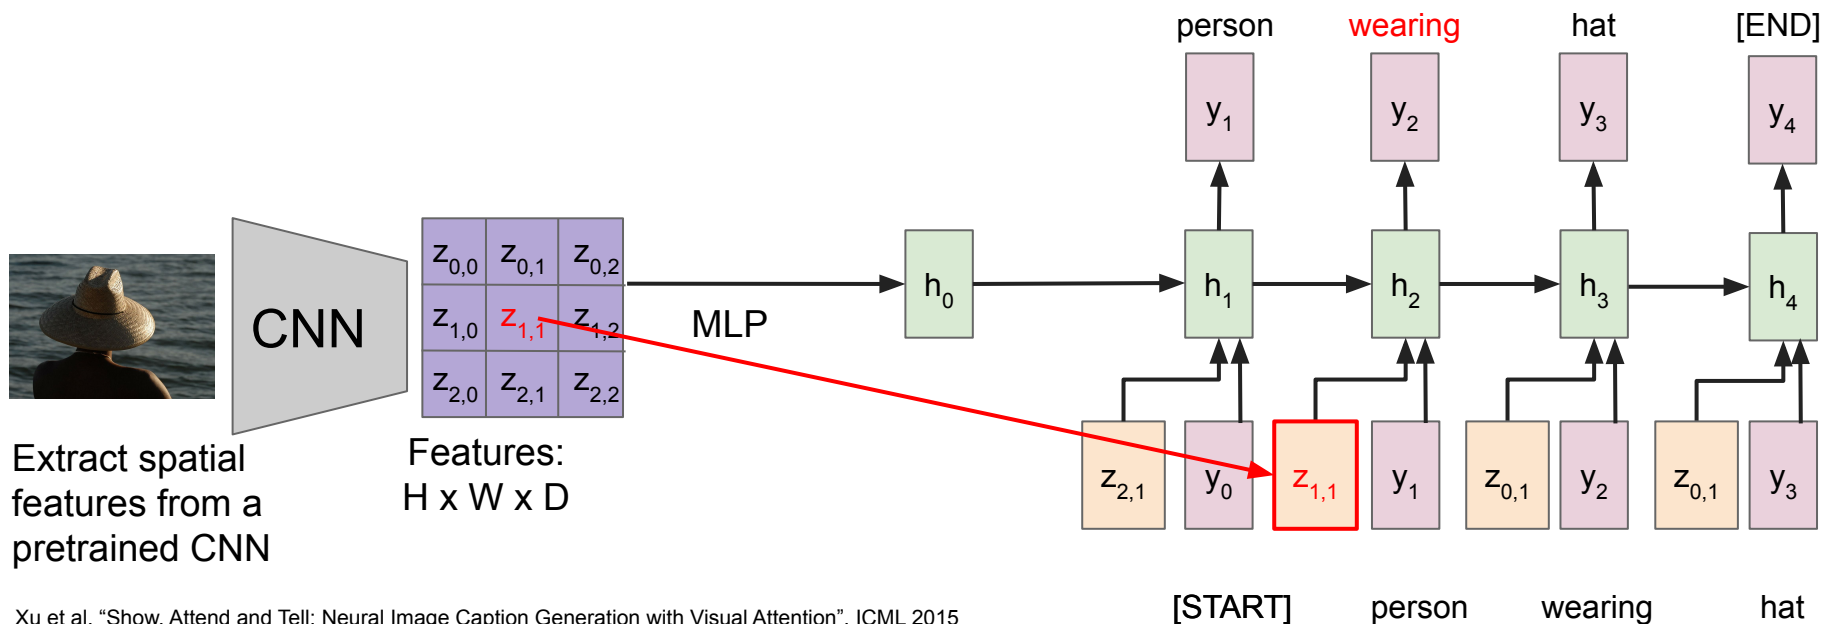 person wearing hat [END]
y1 y2 y3 y4
CNN
z0,0 z0,1 z0,2
z1,0 z1,1 z1,2
z2,0 z2,1 z2,2
MLP
h0 h1 h2 h3 h4
Extract spatial
features from a
pretrained CNN
Features:
H x W x D
z2,1 y0 z1,1 y1 z0,1 y2 z0,1 y3
[START] person wearing hat
Xu et al. “Show, Attend and Tell: Neural Image Caption Generation with Visual Attention”, ICML 2015